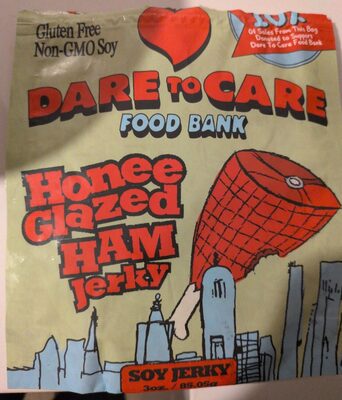 Gluten Free
Non-GMO Soy
10%
Of Sales From This Bag
Donated to Support
Dare To Care Food Bank
DARE TO CARE
FOOD BANK
Honee
Glazed
HAM
Jerky
SOY JERKY
3oz. / 85.05g